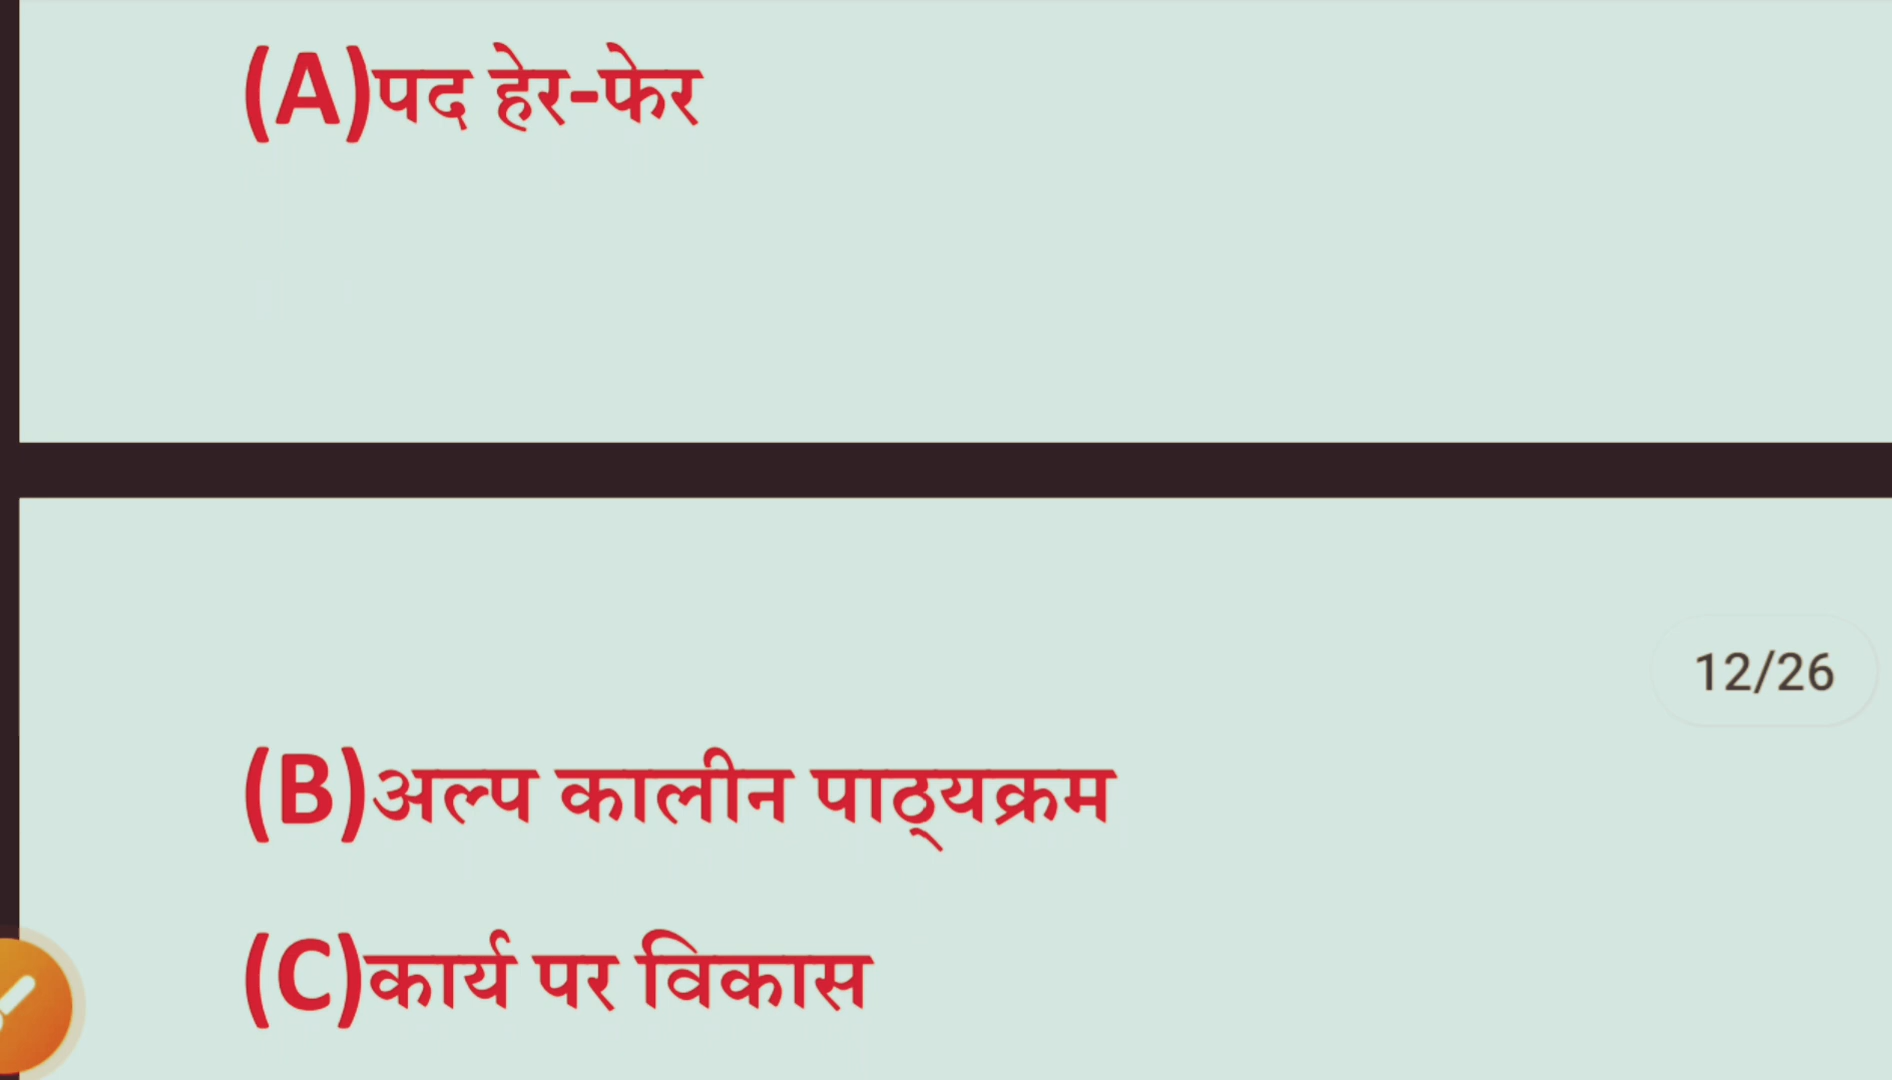 (A)पद हेर-फेर
12/26
(B)अल्प कालीन पाठ्यक्रम
(C)कार्य पर विकास